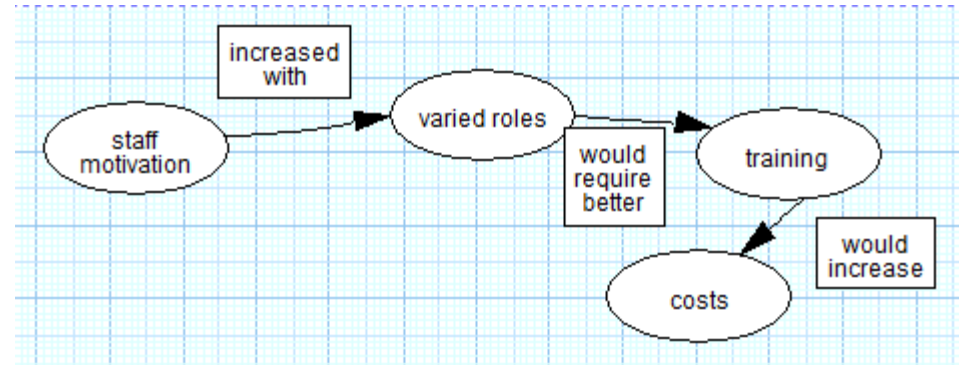 increased
with
staff
motivation
varied roles
would
require
better
training
would
increase
costs